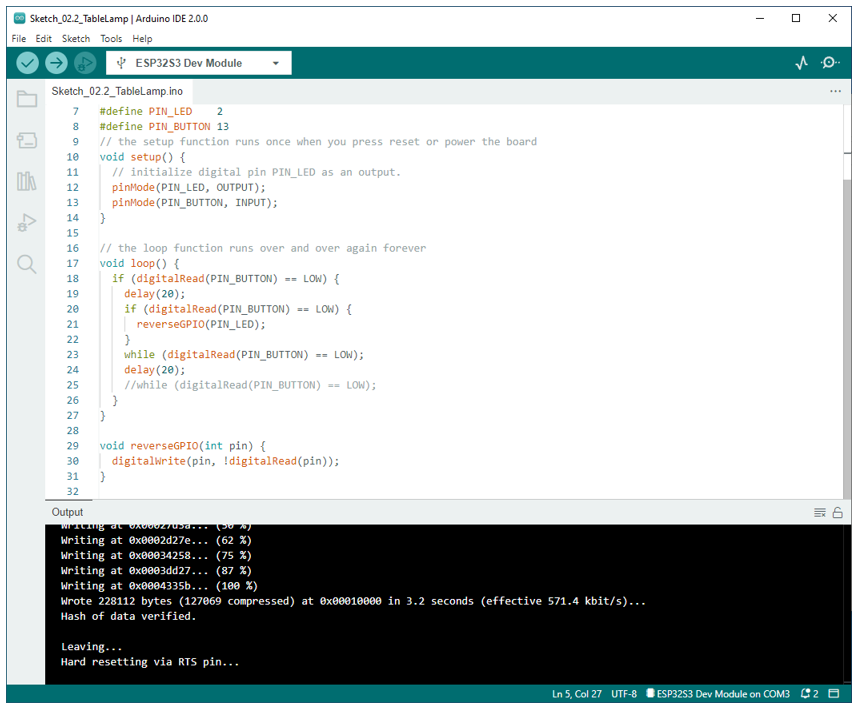 Sketch_02.2_TableLamp | Arduino IDE 2.0.0
File Edit Sketch Tools Help
ESP32S3 Dev Module
Sketch_02.2_TableLamp.ino
7 #define PIN_LED    2
8 #define PIN_BUTTON 13
9 // the setup function runs once when you press reset or power the board
10 void setup() {
11   // initialize digital pin PIN_LED as an output.
12   pinMode(PIN_LED, OUTPUT);
13   pinMode(PIN_BUTTON, INPUT);
14 }
15
16 // the loop function runs over and over again forever
17 void loop() {
18   if (digitalRead(PIN_BUTTON) == LOW) {
19     delay(20);
20     if (digitalRead(PIN_BUTTON) == LOW) {
21       reverseGPIO(PIN_LED);
22     }
23     while (digitalRead(PIN_BUTTON) == LOW);
24     delay(20);
25     //while (digitalRead(PIN_BUTTON) == LOW);
26   }
27 }
28
29 void reverseGPIO(int pin) {
30   digitalWrite(pin, !digitalRead(pin));
31 }
32
Output
Writing at 0x00027d3a... (50 %)
Writing at 0x0002d27e... (62 %)
Writing at 0x00034258... (75 %)
Writing at 0x0003dd27... (87 %)
Writing at 0x0004335b... (100 %)
Wrote 228112 bytes (127069 compressed) at 0x00010000 in 3.2 seconds (effective 571.4 kbit/s)...
Hash of data verified.

Leaving...
Hard resetting via RTS pin...
Ln 5, Col 27 UTF-8 ESP32S3 Dev Module on COM3 2